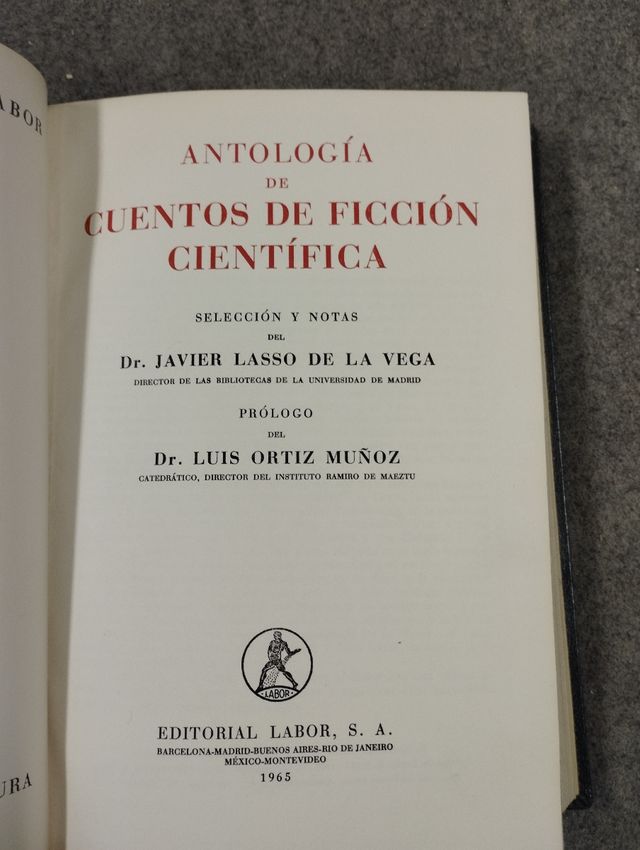 ABOR
ANTOLOGÍA
DE
CUENTOS DE FICCIÓN
CIENTÍFICA
SELECCIÓN Y NOTAS
DEL
Dr. JAVIER LASSO DE LA VEGA
DIRECTOR DE LAS BIBLIOTECAS DE LA UNIVERSIDAD DE MADRID
PRÓLOGO
DEL
Dr. LUIS ORTIZ MUÑOZ
CATEDRÁTICO, DIRECTOR DEL INSTITUTO RAMIRO DE MAEZTU
LABOR
EDITORIAL LABOR, S. A.
BARCELONA-MADRID-BUENOS AIRES-RIO DE JANEIRO
MÉXICO-MONTEVIDEO
1965
URA